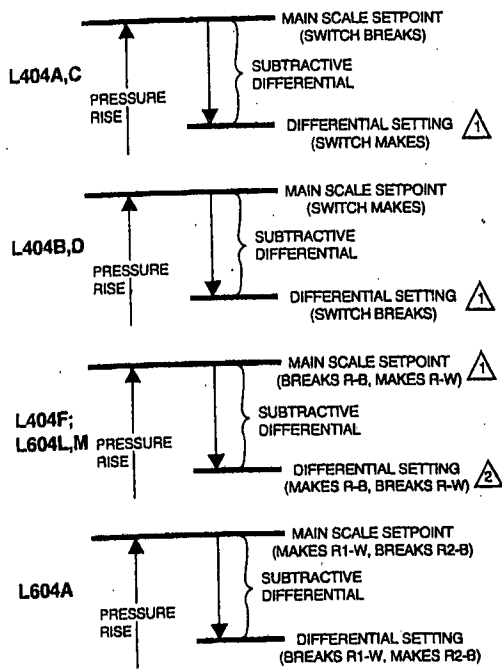 MAIN SCALE SETPOINT
(SWITCH BREAKS)
L404A,C
SUBTRACTIVE
DIFFERENTIAL
PRESSURE
RISE
DIFFERENTIAL SETTING 1
(SWITCH MAKES)
MAIN SCALE SETPOINT
(SWITCH MAKES)
L404B,D
SUBTRACTIVE
DIFFERENTIAL
PRESSURE
RISE
DIFFERENTIAL SETTING 1
(SWITCH BREAKS)
MAIN SCALE SETPOINT 1
(BREAKS R-B, MAKES R-W)
L404F;
L604L,M
SUBTRACTIVE
DIFFERENTIAL
PRESSURE
RISE
DIFFERENTIAL SETTING 2
(MAKES R-B, BREAKS R-W)
MAIN SCALE SETPOINT
(MAKES R1-W, BREAKS R2-B)
L604A
SUBTRACTIVE
DIFFERENTIAL
PRESSURE
RISE
DIFFERENTIAL SETTING
(BREAKS R1-W, MAKES R2-B)